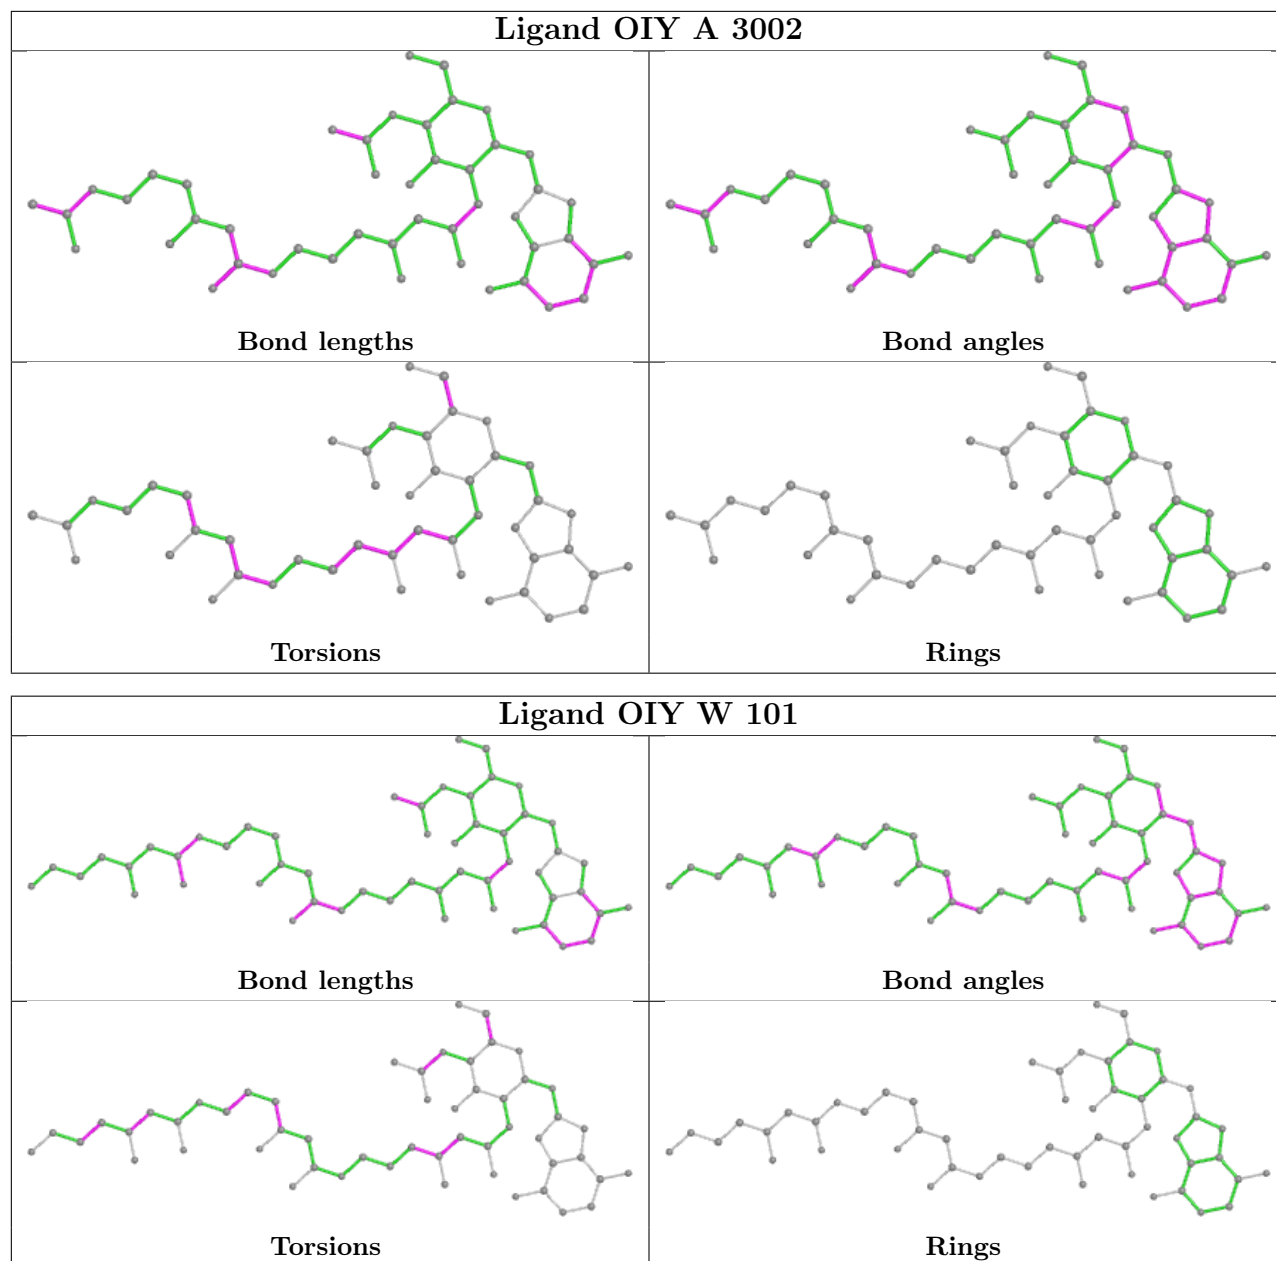 Ligand OIY A 3002
Bond lengths
Bond angles
Torsions
Rings
Ligand OIY W 101
Bond lengths
Bond angles
Torsions
Rings